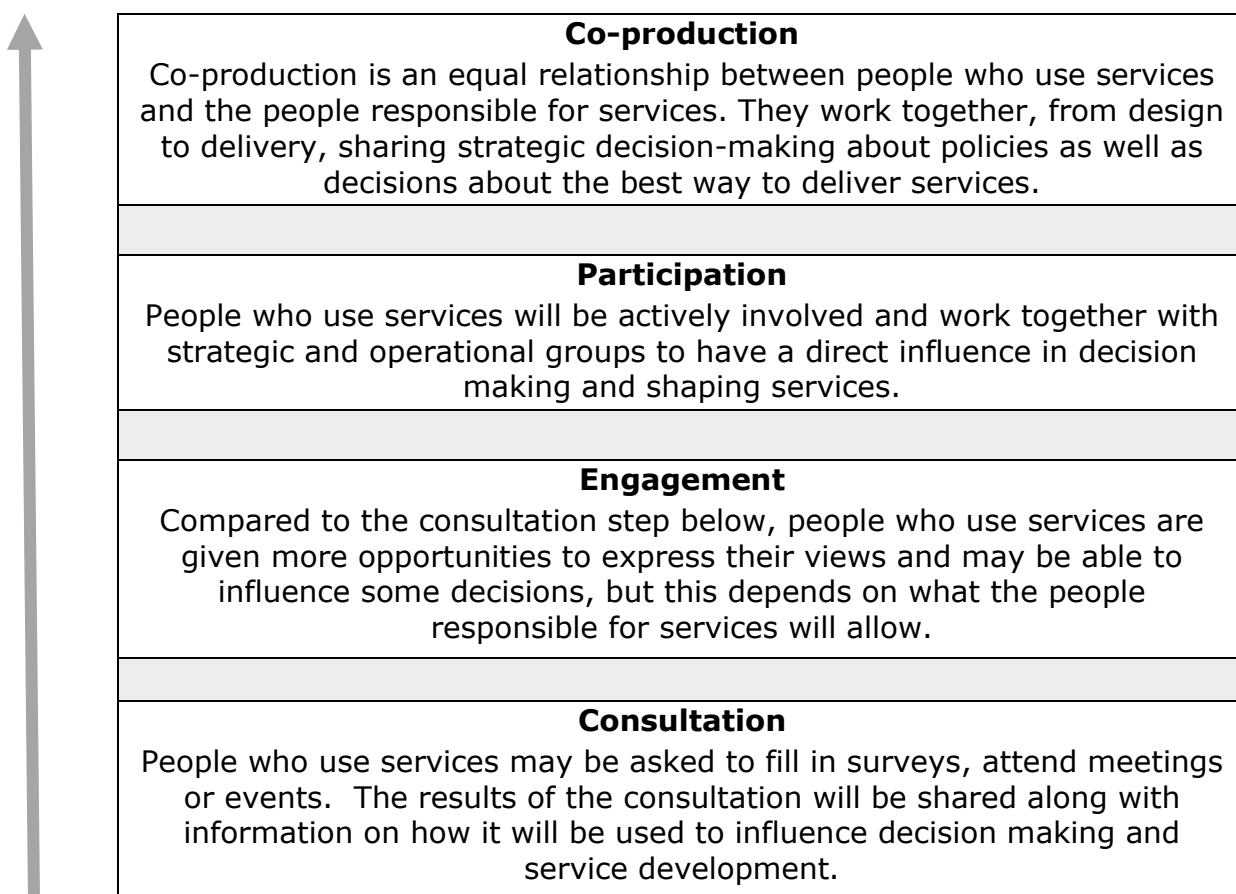 Co-production
Co-production is an equal relationship between people who use services
and the people responsible for services. They work together, from design
to delivery, sharing strategic decision-making about policies as well as
decisions about the best way to deliver services.
Participation
People who use services will be actively involved and work together with
strategic and operational groups to have a direct influence in decision
making and shaping services.
Engagement
Compared to the consultation step below, people who use services are
given more opportunities to express their views and may be able to
influence some decisions, but this depends on what the people
responsible for services will allow.
Consultation
People who use services may be asked to fill in surveys, attend meetings
or events.  The results of the consultation will be shared along with
information on how it will be used to influence decision making and
service development.